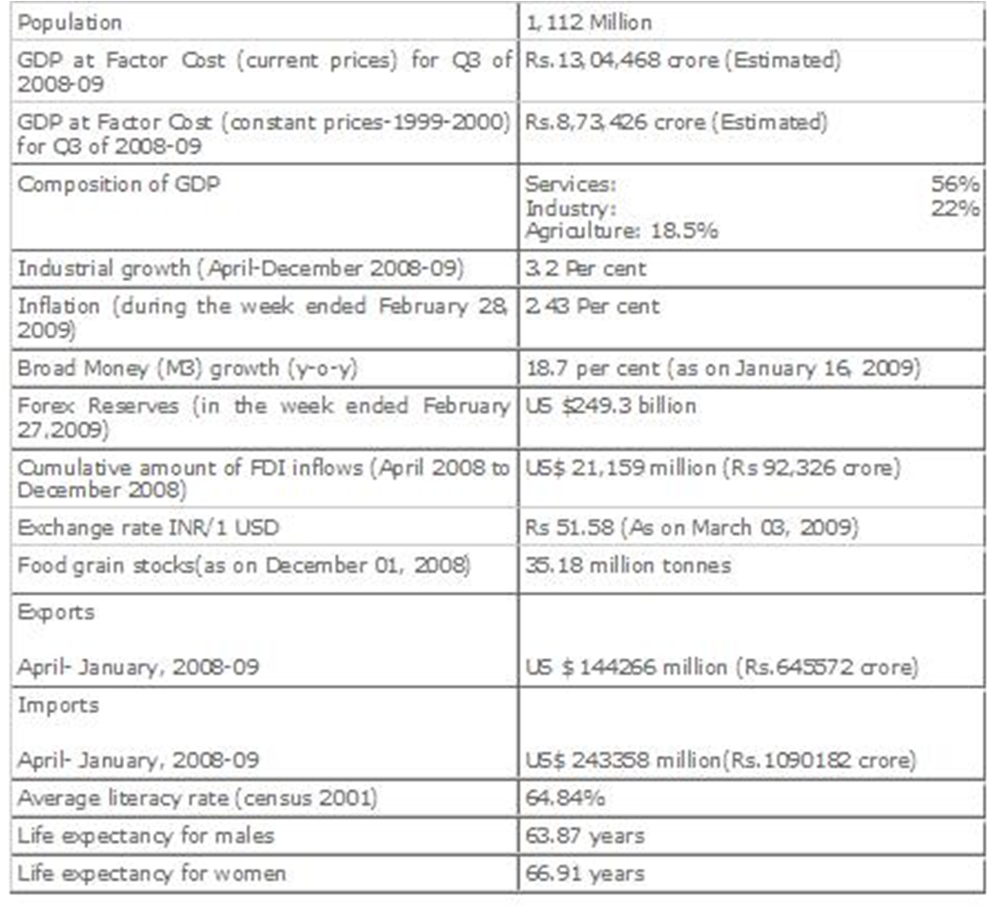 Population 1,112 Million
GDP at Factor Cost (current prices) for Q3 of Rs.13,04,468 crore (Estimated)
2008-09
GDP at Factor Cost (constant prices-1999-2000) Rs.8,73,426 crore (Estimated)
for Q3 of 2008-09
Composition of GDP Services: 56%
Industry: 22%
Agriculture: 18.5%
Industrial growth (April-December 2008-09) 3.2 Per cent
Inflation (during the week ended February 28, 2.43 Per cent
2009)
Broad Money (M3) growth (y-o-y) 18.7 per cent (as on January 16, 2009)
Forex Reserves (in the week ended February US $249.3 billion
27,2009)
Cumulative amount of FDI inflows (April 2008 to US$ 21,159 million (Rs 92,326 crore)
December 2008)
Exchange rate INR/1 USD Rs 51.58 (As on March 03, 2009)
Food grain stocks(as on December 01, 2008) 35.18 million tonnes
Exports
April- January, 2008-09 US $ 144266 million (Rs.645572 crore)
Imports
April- January, 2008-09 US$ 243358 million(Rs.1090182 crore)
Average literacy rate (census 2001) 64.84%
Life expectancy for males 63.87 years
Life expectancy for women 66.91 years